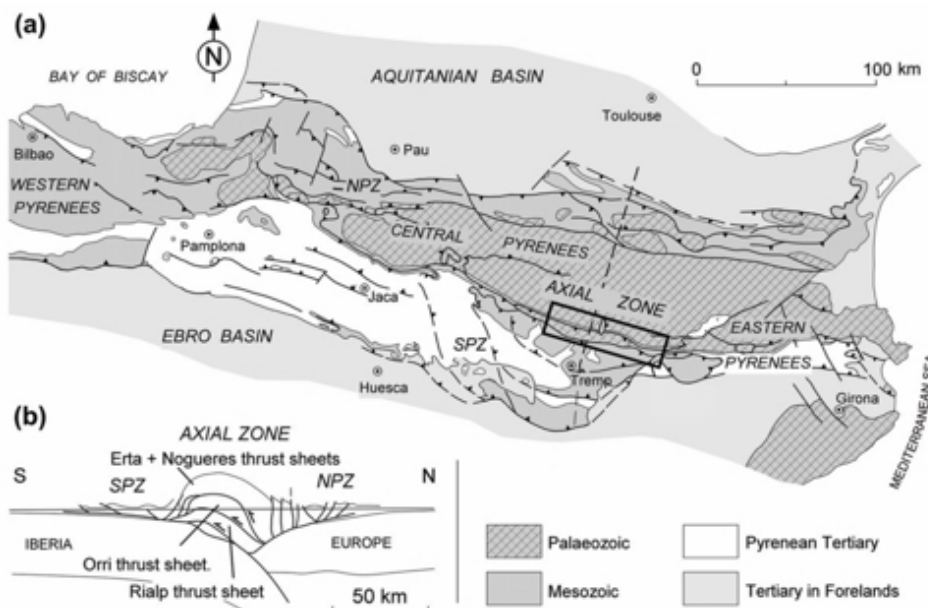 (a)
N
BAY OF BISCAY
AQUITANIAN BASIN
0 100 km
Toulouse
Bilbao
Pau
WESTERN
PYRENEES
NPZ
CENTRAL PYRENEES
Pamplona
AXIAL ZONE
Jaca
EASTERN
PYRENEES
EBRO BASIN
SPZ
Tremp
Huesca
Girona
MEDITERRANEAN SEA
(b)
AXIAL ZONE
Erta + Nogueres thrust sheets
S
SPZ
NPZ
N
IBERIA
EUROPE
Orri thrust sheet.
Rialp thrust sheet
50 km
Palaeozoic
Pyrenean Tertiary
Mesozoic
Tertiary in Forelands